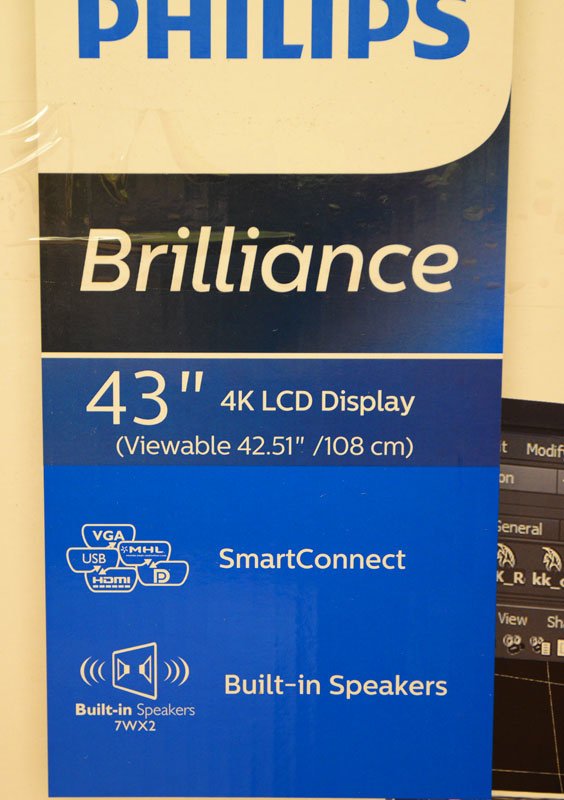 PHILIPS
Brilliance
43" 4K LCD Display
(Viewable 42.51" /108 cm)
VGA
USB MHL
HDMI
SmartConnect
Built-in Speakers
7WX2
Built-in Speakers
Modif
General
kk_
View